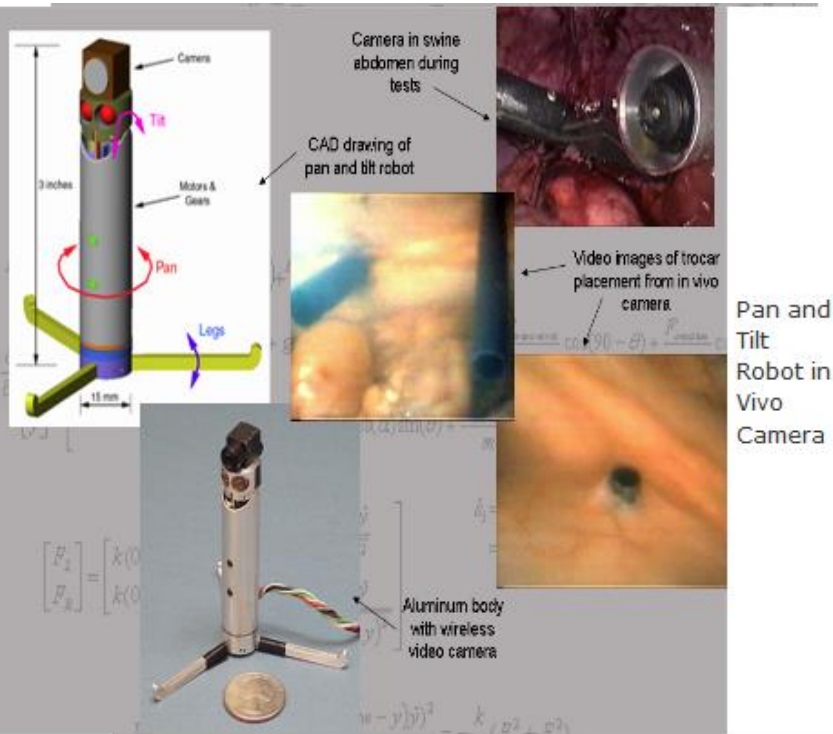 Camera
Tilt
3 inches
Motors &
Gears
Pan
Legs
15 mm
CAD drawing of
pan and tilt robot
Camera in swine
abdomen during
tests
Video images of trocar
placement from in vivo
camera
Aluminum body
with wireless
video camera
Pan and
Tilt
Robot in
Vivo
Camera